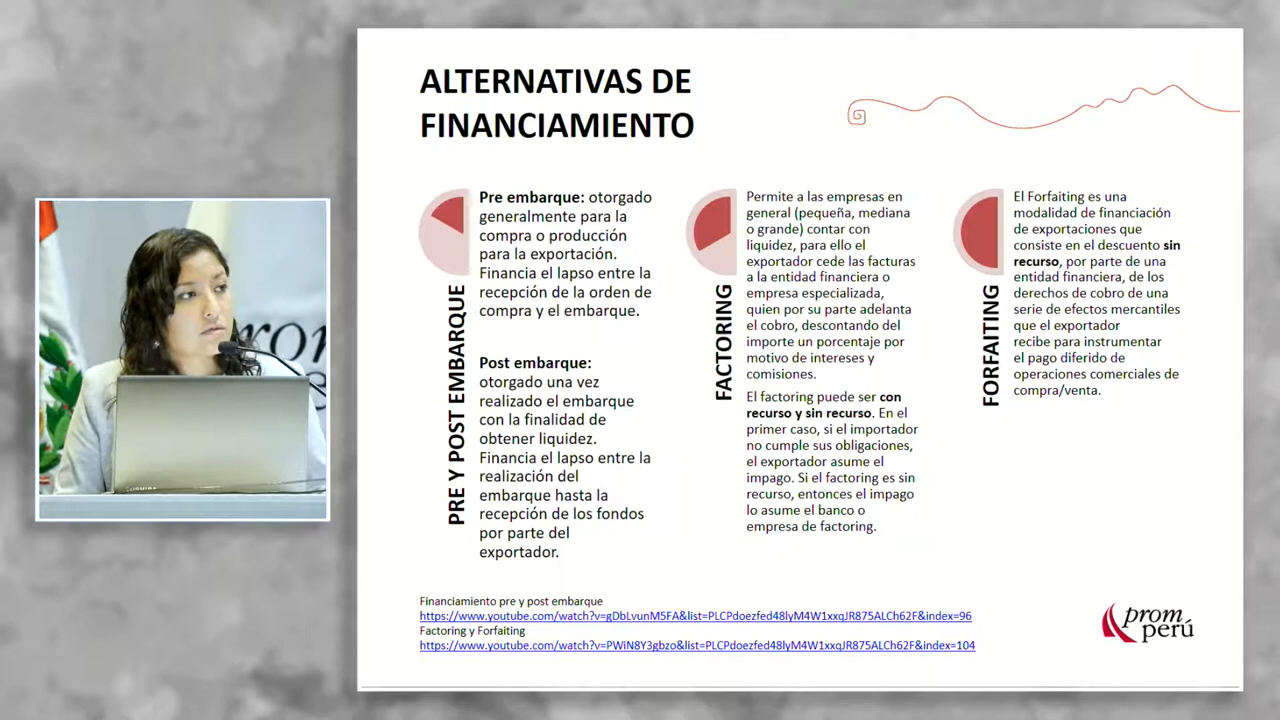 ALTERNATIVAS DE
FINANCIAMIENTO
PRE Y POST EMBARQUE
Pre embarque: otorgado
generalmente para la
compra o producción
para la exportación.
Financia el lapso entre la
recepción de la orden de
compra y el embarque.
Post embarque:
otorgado una vez
realizado el embarque
con la finalidad de
obtener liquidez.
Financia el lapso entre la
realización del
embarque hasta la
recepción de los fondos
por parte del
exportador.
FACTORING
Permite a las empresas en
general (pequeña, mediana
o grande) contar con
liquidez, para ello el
exportador cede las facturas
a la entidad financiera o
empresa especializada,
quien por su parte adelanta
el cobro, descontando del
importe un porcentaje por
motivo de intereses y
comisiones.
El factoring puede ser con
recurso y sin recurso. En el
primer caso, si el importador
no cumple sus obligaciones,
el exportador asume el
impago. Si el factoring es sin
recurso, entonces el impago
lo asume el banco o
empresa de factoring.
FORFAITING
El Forfaiting es una
modalidad de financiación
de exportaciones que
consiste en el descuento sin
recurso, por parte de una
entidad financiera, de los
derechos de cobro de una
serie de efectos mercantiles
que el exportador
recibe para instrumentar
el pago diferido de
operaciones comerciales de
compra/venta.
Financiamiento pre y post embarque
https://www.youtube.com/watch?v=gDbLvunM5FA&list=PLCPdoezfed48lyM4W1xxqJR875ALCh62F&index=96
Factoring y Forfaiting
https://www.youtube.com/watch?v=PWiN8Y3gbzo&list=PLCPdoezfed48lyM4W1xxqJR875ALCh62F&index=104
prom
perú